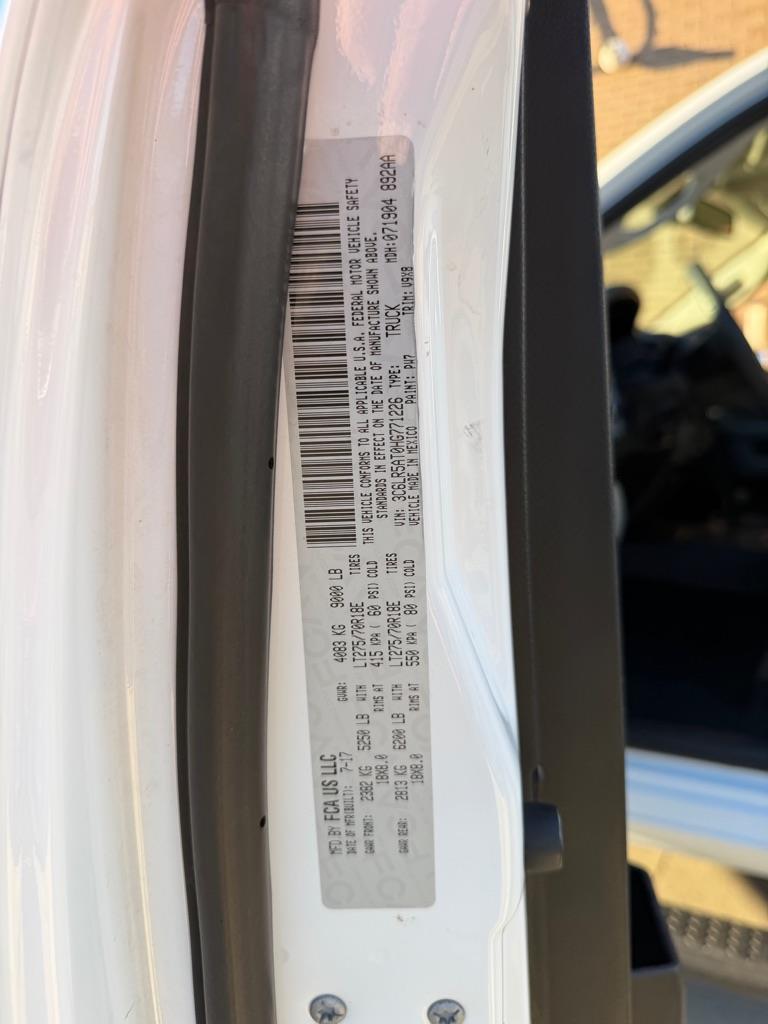 MFD BY FCA US LLC
DATE OF MFR(BUILT): 7-17 GVWR: 4083 KG 9000 LB
GAWR FRONT: 2382 KG 5250 LB WITH LT275/70R18E TIRES
18X8.0 RIMS AT 415 KPA ( 60 PSI) COLD
GAWR REAR: 2813 KG 6200 LB WITH LT275/70R18E TIRES
18X8.0 RIMS AT 550 KPA ( 80 PSI) COLD
THIS VEHICLE CONFORMS TO ALL APPLICABLE U.S.A. FEDERAL MOTOR VEHICLE SAFETY
STANDARDS IN EFFECT ON THE DATE OF MANUFACTURE SHOWN ABOVE.
VIN: 3C6LR5AT0HG771226 TYPE: TRUCK MDH: 071904 892AA
VEHICLE MADE IN MEXICO PAINT: PW7 TRIM: V9X8